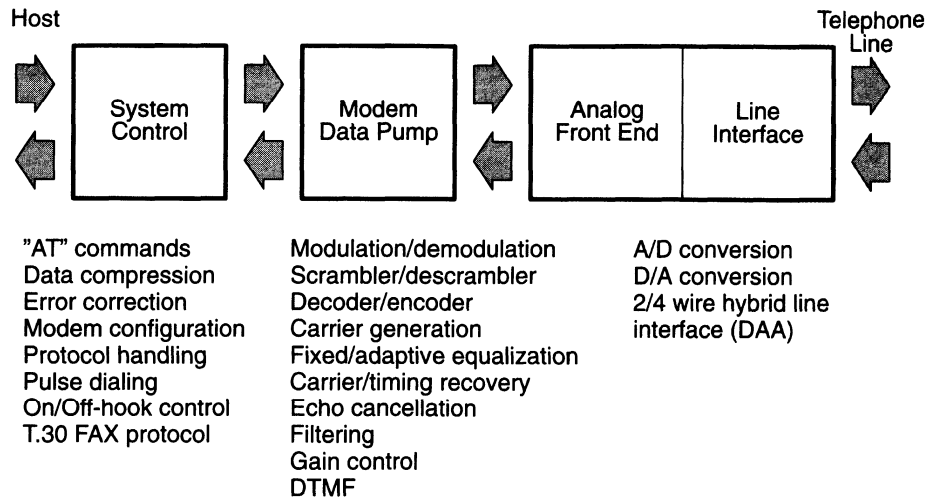 Host
Telephone
Line
System
Control
Modem
Data Pump
Analog
Front End
Line
Interface
”AT” commands
Data compression
Error correction
Modem configuration
Protocol handling
Pulse dialing
On/Off-hook control
T.30 FAX protocol
Modulation/demodulation
Scrambler/descrambler
Decoder/encoder
Carrier generation
Fixed/adaptive equalization
Carrier/timing recovery
Echo cancellation
Filtering
Gain control
DTMF
A/D conversion
D/A conversion
2/4 wire hybrid line
interface (DAA)